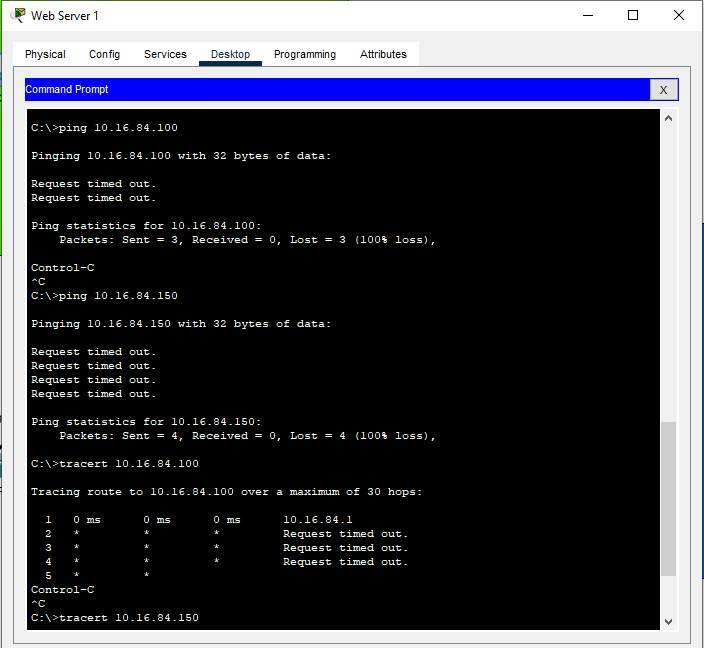 Web Server 1
Physical Config Services Desktop Programming Attributes
Command Prompt X
C:\>ping 10.16.84.100
Pinging 10.16.84.100 with 32 bytes of data:
Request timed out.
Request timed out.
Ping statistics for 10.16.84.100:
Packets: Sent = 3, Received = 0, Lost = 3 (100% loss),
Control-C
^C
C:\>ping 10.16.84.150
Pinging 10.16.84.150 with 32 bytes of data:
Request timed out.
Request timed out.
Request timed out.
Request timed out.
Ping statistics for 10.16.84.150:
Packets: Sent = 4, Received = 0, Lost = 4 (100% loss),
C:\>tracert 10.16.84.100
Tracing route to 10.16.84.100 over a maximum of 30 hops:
1 0 ms 0 ms 0 ms 10.16.84.1
2 * * * Request timed out.
3 * * * Request timed out.
4 * * * Request timed out.
5 * *
Control-C
^C
C:\>tracert 10.16.84.150